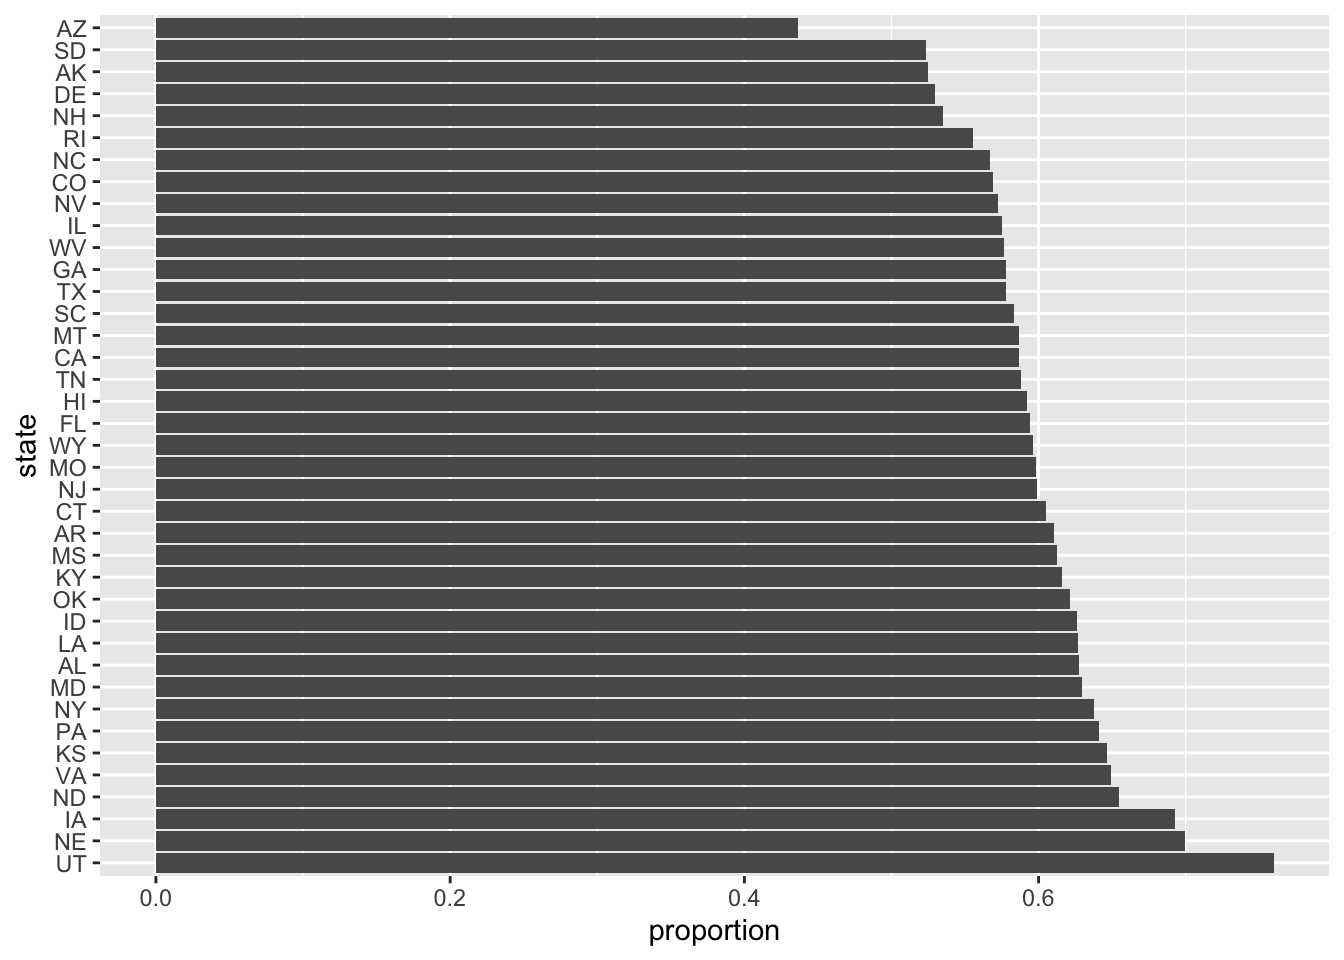 AZ
SD
AK
DE
NH
RI
NC
CO
NV
IL
WV
GA
TX
SC
MT
CA
TN
HI
FL
WY
MO
NJ
CT
AR
MS
KY
OK
ID
LA
AL
MD
NY
PA
KS
VA
ND
IA
NE
UT
state
0.0 0.2 0.4 0.6
proportion